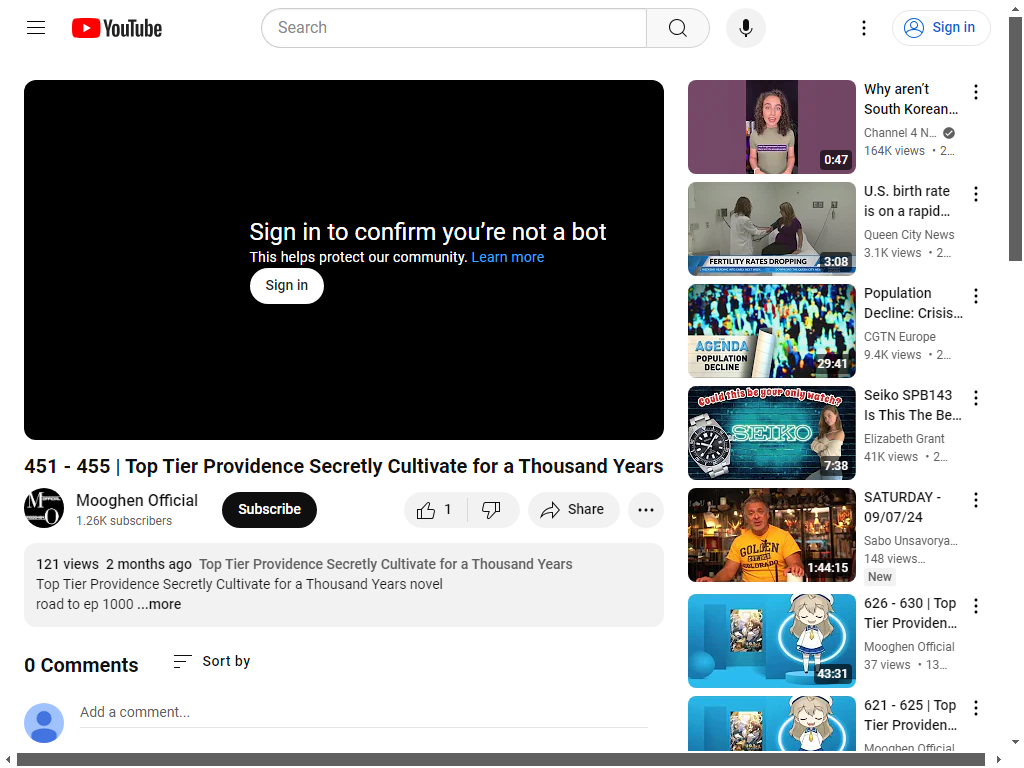 YouTube
Search
Sign in
Sign in to confirm you’re not a bot
This helps protect our community. Learn more
Sign in
451 - 455 | Top Tier Providence Secretly Cultivate for a Thousand Years
Mooghen Official
1.26K subscribers
Subscribe
1
Share
121 views 2 months ago Top Tier Providence Secretly Cultivate for a Thousand Years
Top Tier Providence Secretly Cultivate for a Thousand Years novel
road to ep 1000 ...more
0 Comments
Sort by
Add a comment...
0:47
Why aren’t
South Korean…
Channel 4 N…
164K views • 2…
FERTILITY RATES DROPPING
3:08
U.S. birth rate
is on a rapid…
Queen City News
3.1K views • 2…
THE AGENDA
POPULATION
DECLINE
29:41
Population
Decline: Crisis…
CGTN Europe
9.4K views • 2…
Could this be your only watch?
SEIKO
7:38
Seiko SPB143
Is This The Be…
Elizabeth Grant
41K views • 2…
GOLDEN
COLORADO
1:44:15
SATURDAY -
09/07/24
Sabo Unsavorya…
148 views…
New
43:31
626 - 630 | Top
Tier Providen…
Mooghen Official
37 views • 13…
621 - 625 | Top
Tier Providen…
Mooghen Official